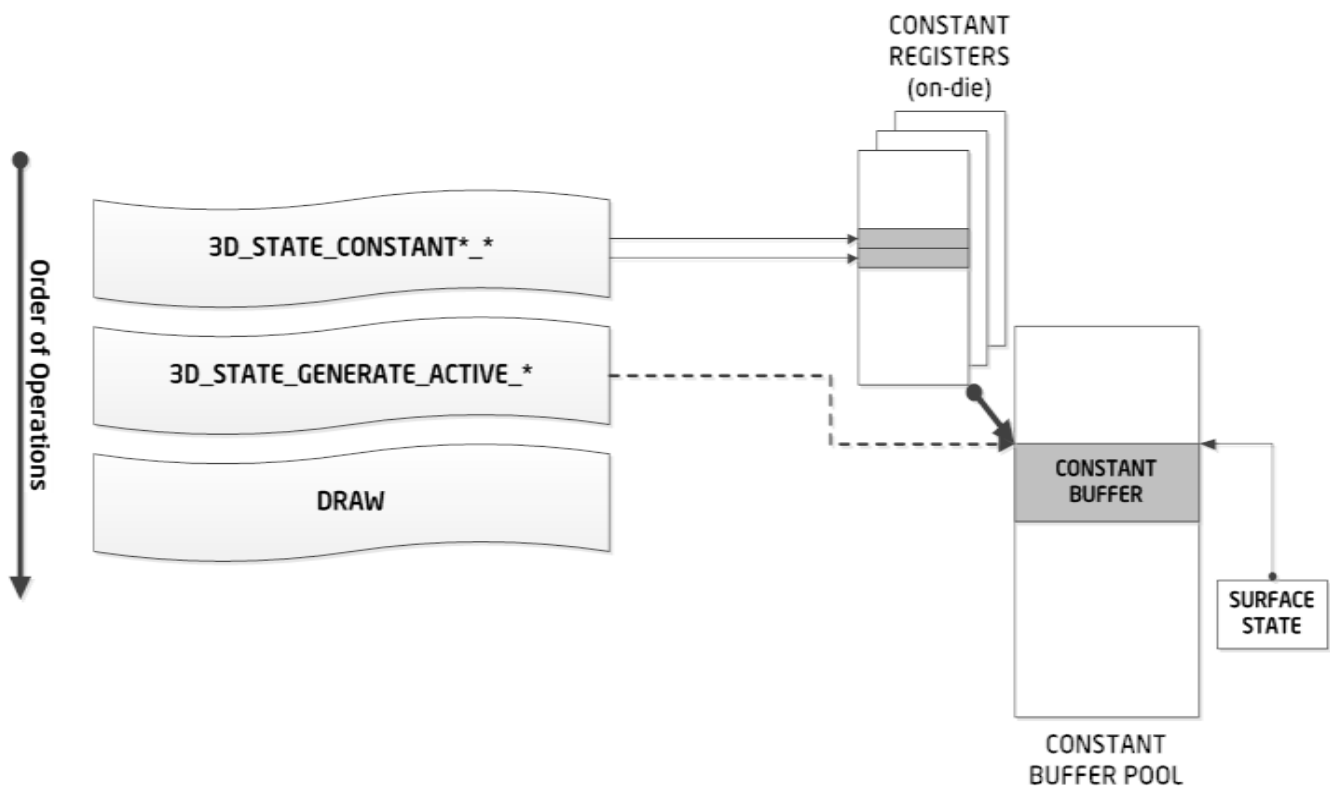 CONSTANT
REGISTERS
(on-die)
Order of Operations
3D_STATE_CONSTANT*_*
3D_STATE_GENERATE_ACTIVE_*
DRAW
CONSTANT
BUFFER
SURFACE
STATE
CONSTANT
BUFFER POOL